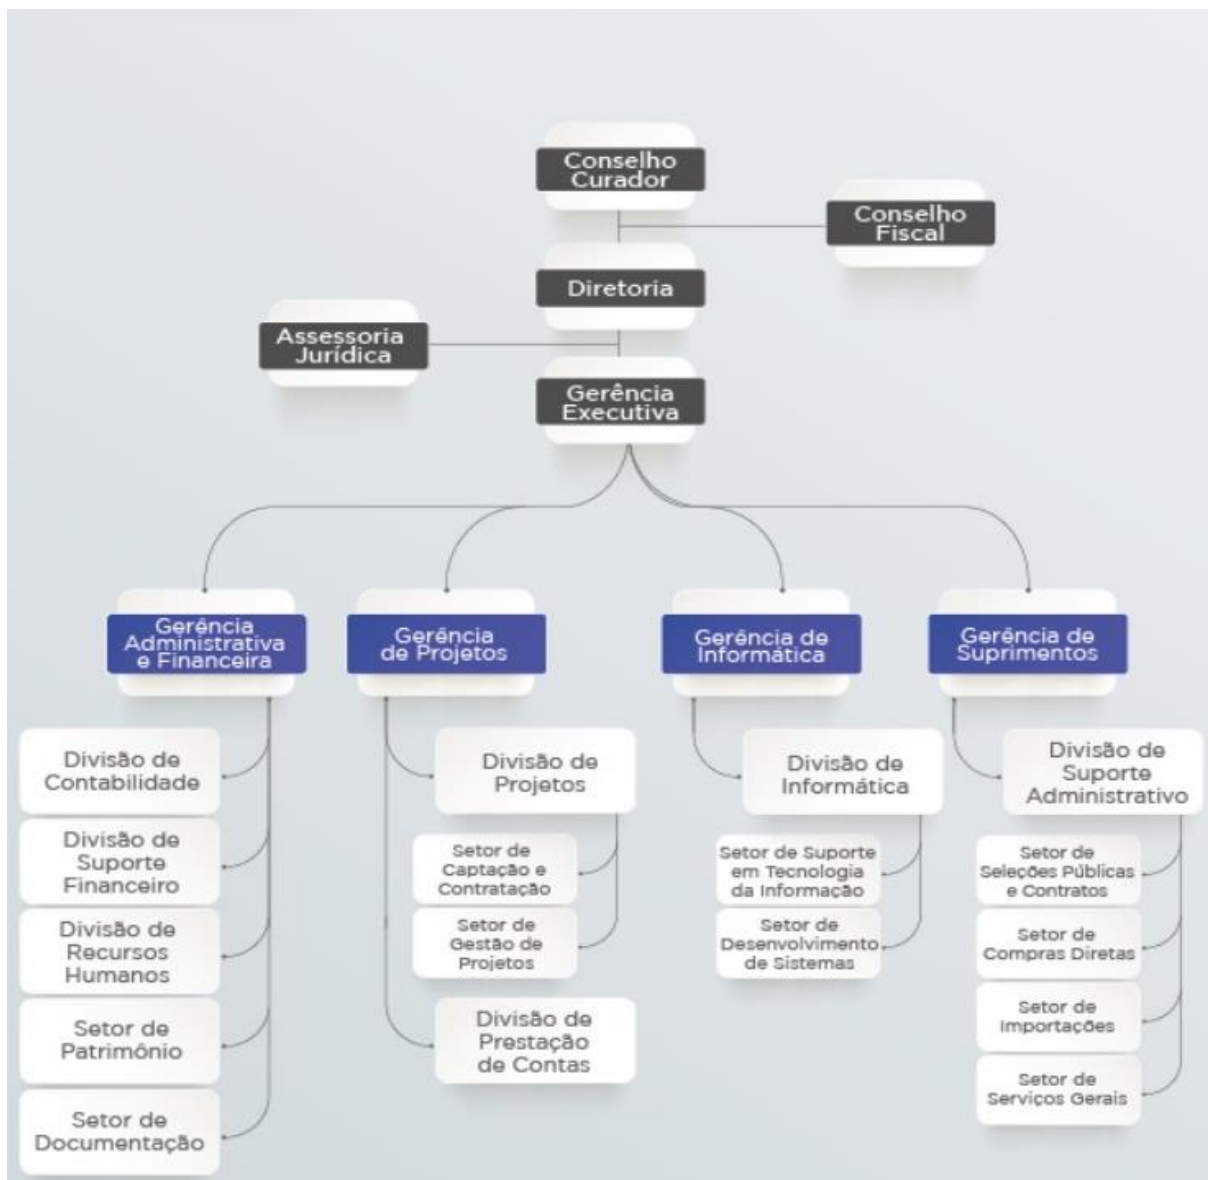 Conselho
Curador
Conselho
Fiscal
Diretoria
Assessoria
Jurídica
Gerência
Executiva
Gerência
Administrativa
e Financeira
Gerência
de Projetos
Gerência de
Informática
Gerência de
Suprimentos
Divisão de
Contabilidade
Divisão de
Suporte
Financeiro
Divisão de
Recursos
Humanos
Setor de
Patrimônio
Setor de
Documentação
Divisão de
Projetos
Setor de
Captação e
Contratação
Setor de
Gestão de
Projetos
Divisão de
Prestação
de Contas
Divisão de
Informática
Setor de Suporte
em Tecnologia
da Informação
Setor de
Desenvolvimento
de Sistemas
Divisão de
Suporte
Administrativo
Setor de
Seleções Públicas
e Contratos
Setor de
Compras Diretas
Setor de
Importações
Setor de
Serviços Gerais